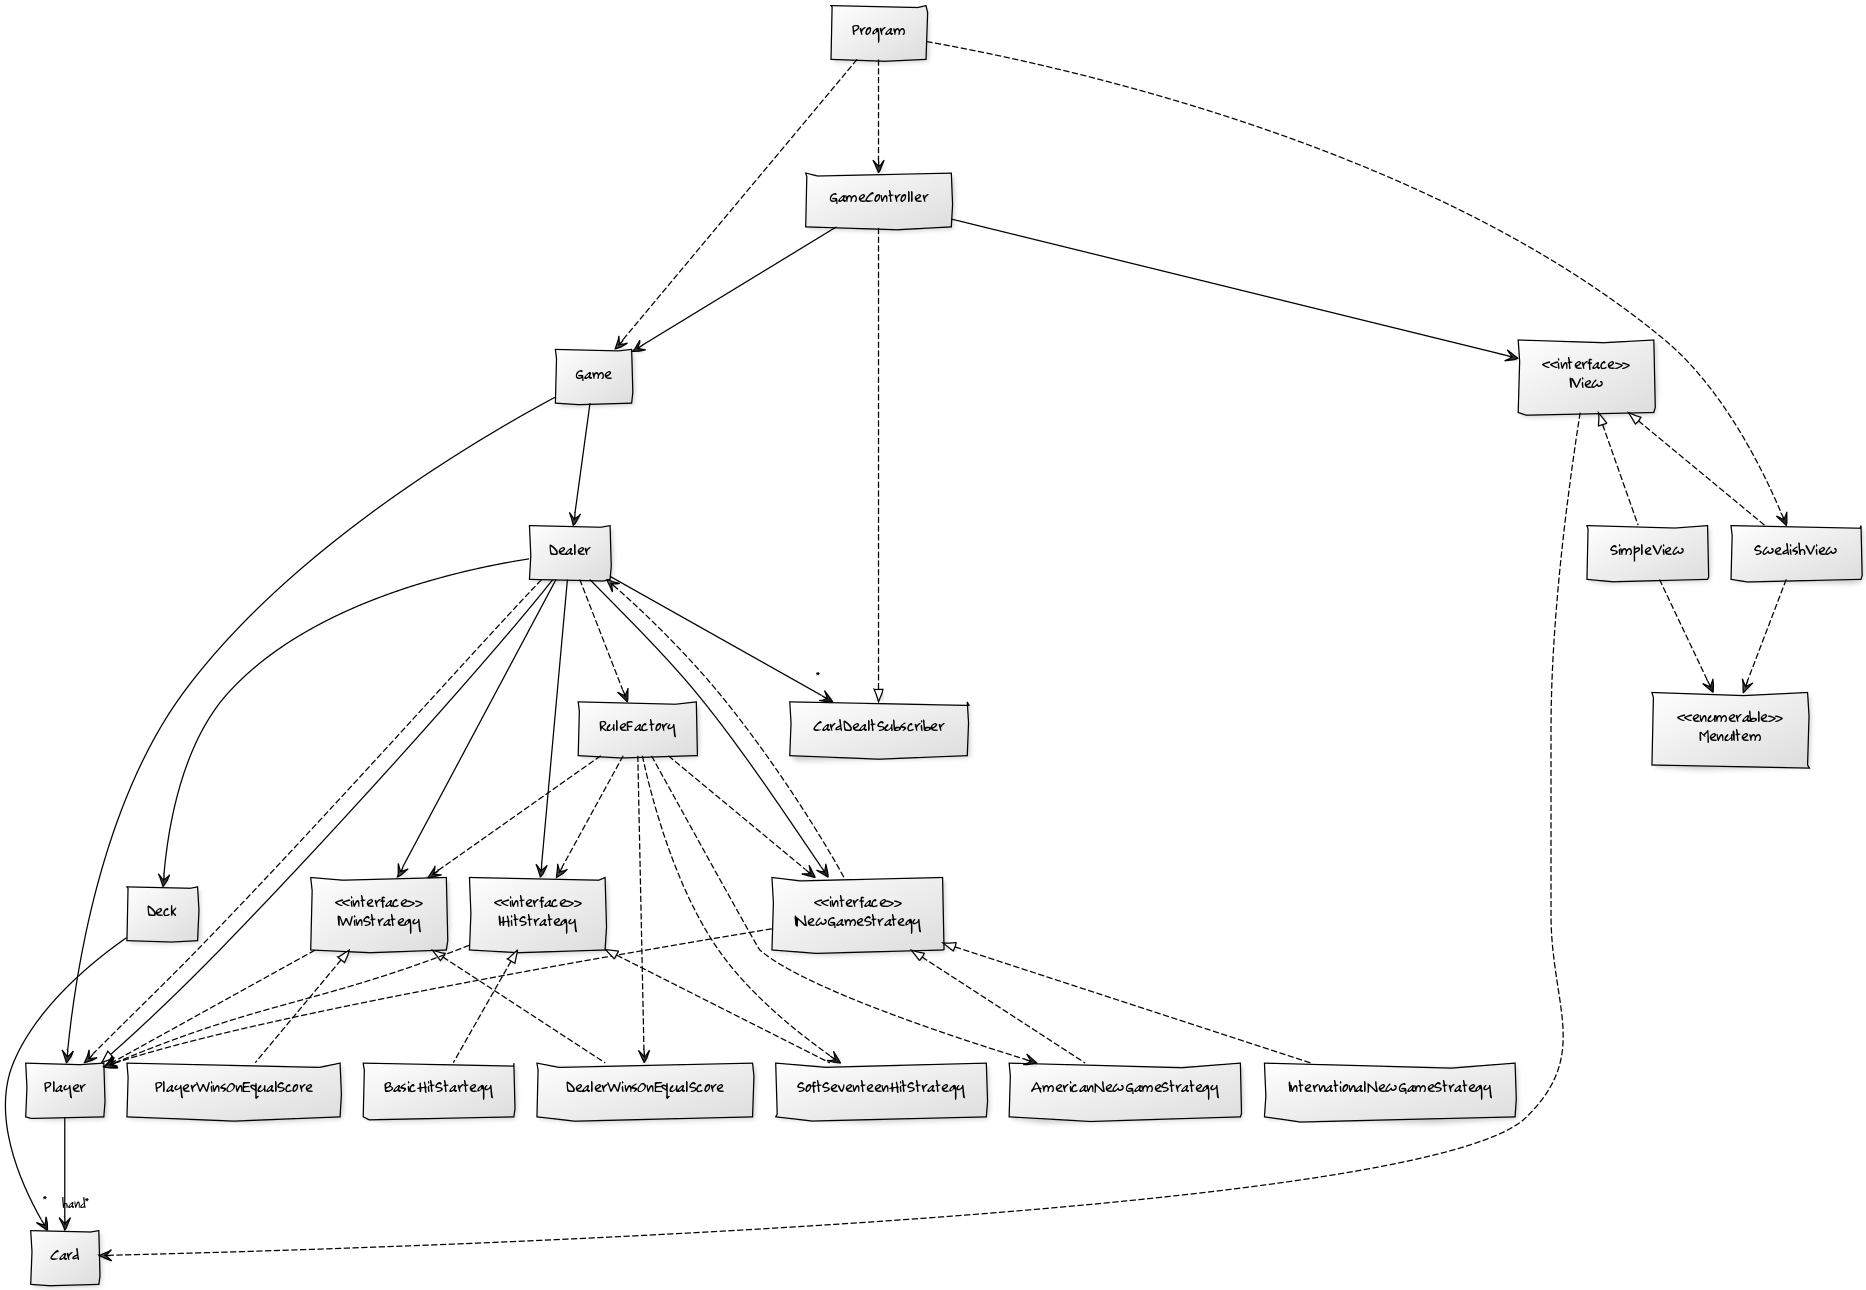 Program
GameController
Game
<<interface>>
IView
Dealer
SimpleView
SwedishView
*
RuleFactory
CardDealtSubscriber
<<enumerable>>
MenuItem
Deck
<<interface>>
IWinStrategy
<<interface>>
IHitStrategy
<<interface>>
INewGameStrategy
Player
PlayerWinsOnEqualScore
BasicHitStartegy
DealerWinsOnEqualScore
SoftSeventeenHitStrategy
AmericanNewGameStrategy
InternationalNewGameStrategy
*
hand*
Card